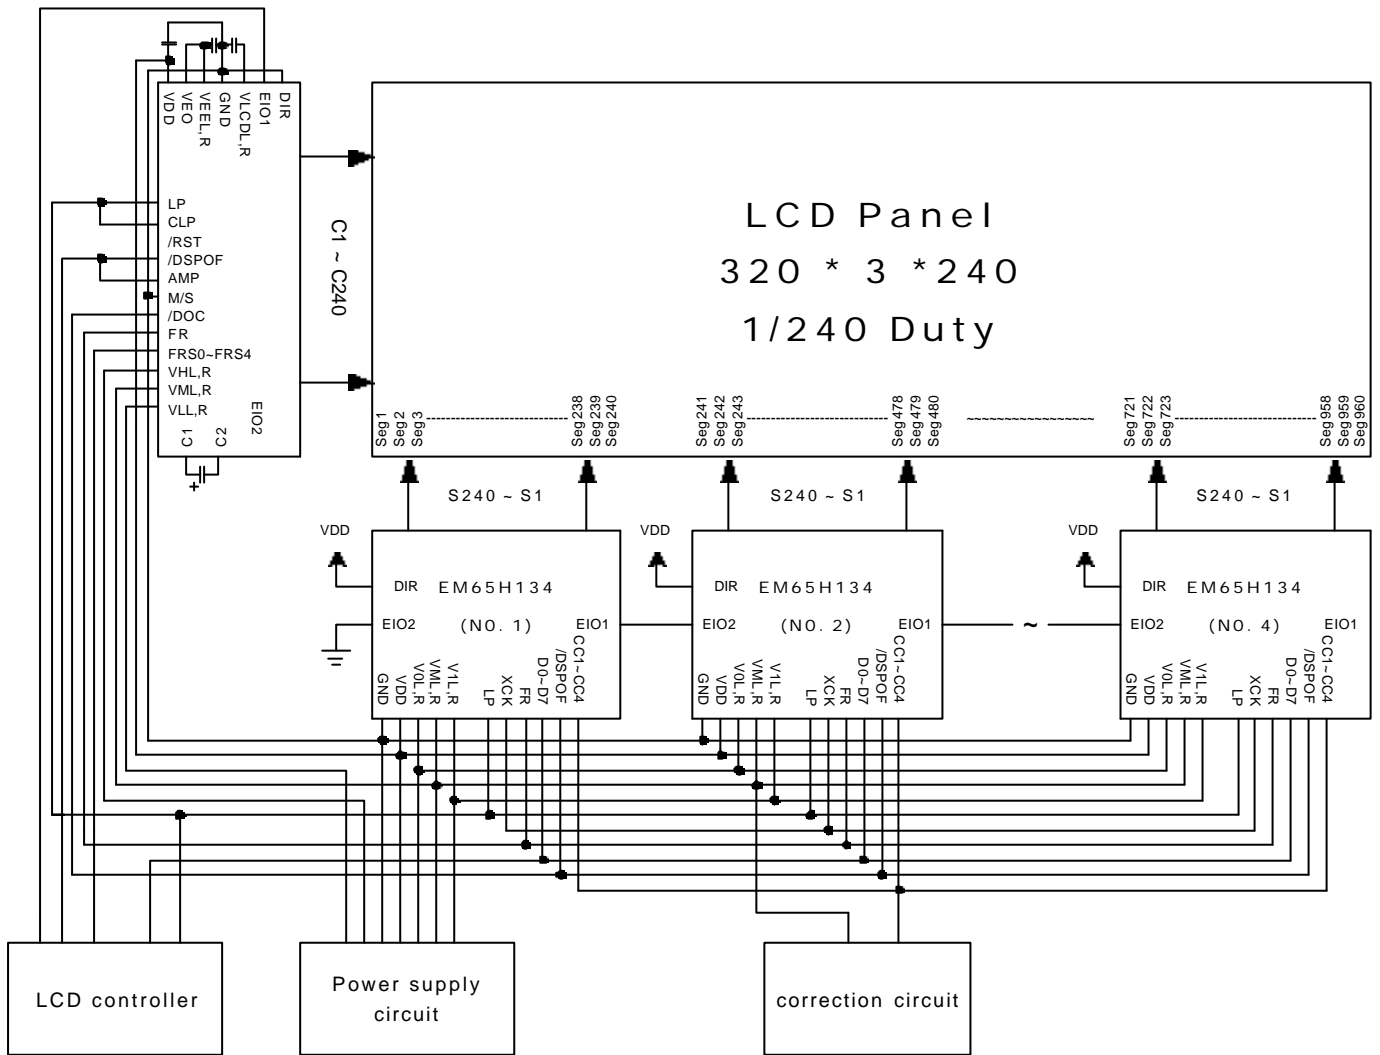 VDD
VEO
VEEL,R
GND
VLCDL,R
EIO1
DIR
LP
CLP
/RST
/DSPOF
AMP
M/S
/DOC
FR
FRS0~FRS4
VHL,R
VML,R
VLL,R
C1
C2
EIO2
+
C1 ~ C240
LCD Panel
320 * 3 *240
1/240 Duty
Seg1
Seg2
Seg3
Seg238
Seg239
Seg240
Seg241
Seg242
Seg243
Seg478
Seg479
Seg480
Seg721
Seg722
Seg723
Seg958
Seg959
Seg960
S240 ~ S1
S240 ~ S1
S240 ~ S1
VDD
DIR
EM65H134
EIO2
(NO. 1)
EIO1
GND
VDD
V0L,R
VML,R
V1L,R
LP
XCK
FR
D0~D7
/DSPOF
CC1~CC4
VDD
DIR
EM65H134
EIO2
(NO. 2)
EIO1
GND
VDD
V0L,R
VML,R
V1L,R
LP
XCK
FR
D0~D7
/DSPOF
CC1~CC4
~
VDD
DIR
EM65H134
EIO2
(NO. 4)
EIO1
GND
VDD
V0L,R
VML,R
V1L,R
LP
XCK
FR
D0~D7
/DSPOF
CC1~CC4
LCD controller
Power supply
circuit
correction circuit